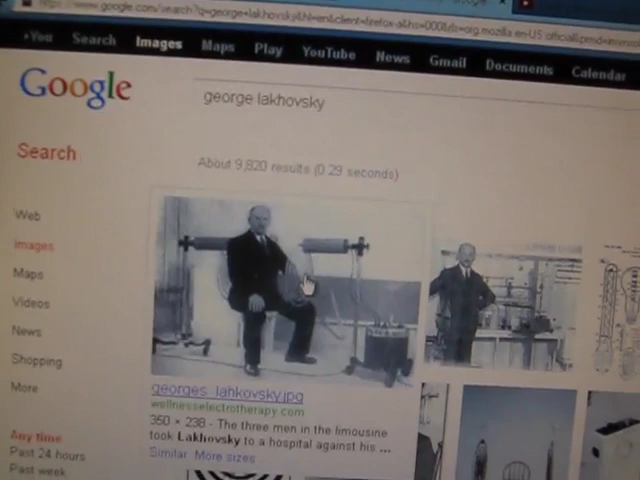 +You Search Images Maps Play YouTube News Gmail Documents Calendar
Google
george lakhovsky
Search
About 9,820 results (0.29 seconds)
Web
Images
Maps
Videos
News
Shopping
More
georges_lahkovsky.jpg
wellnesselectrotherapy.com
350 × 238 - The three men in the limousine
took Lakhovsky to a hospital against his ...
Similar More sizes
Any time
Past 24 hours
Past week